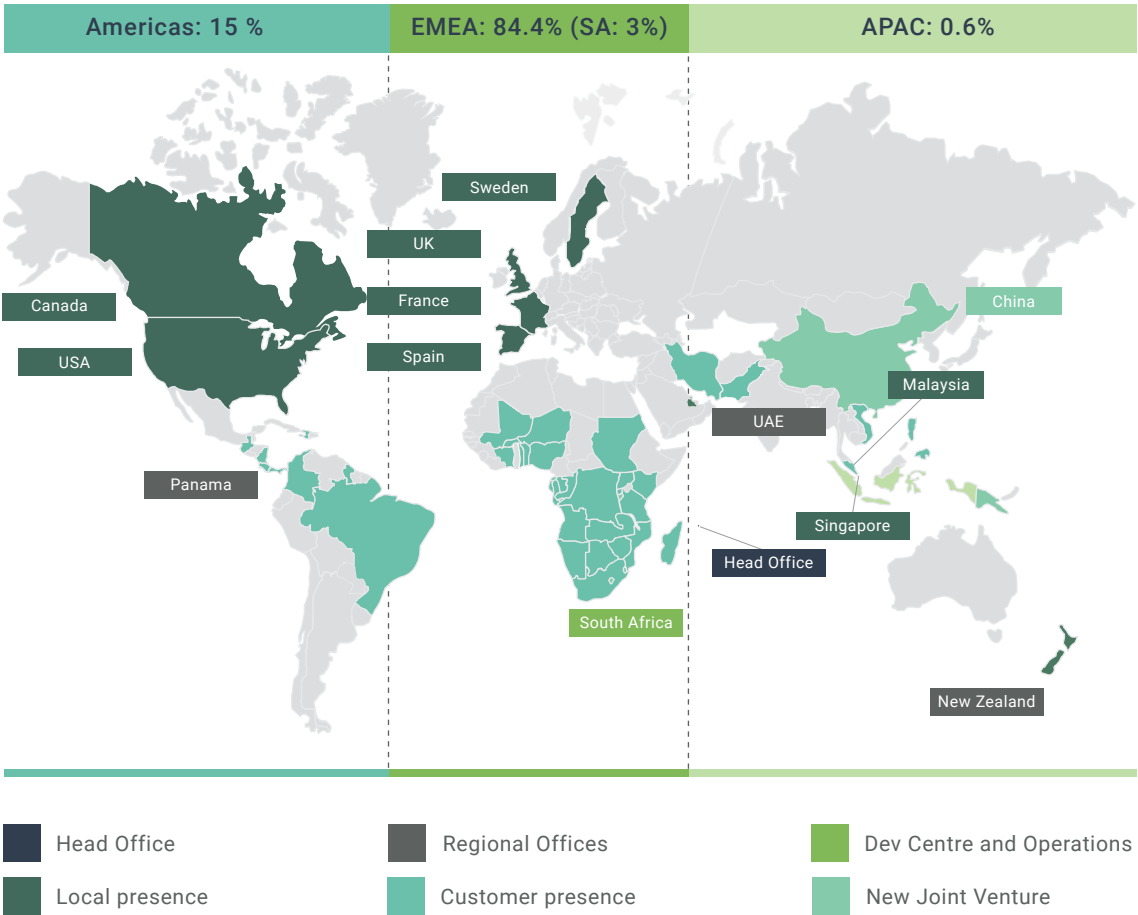 Americas: 15 %
EMEA: 84.4% (SA: 3%)
APAC: 0.6%
Sweden
UK
Canada
France
China
USA
Spain
Malaysia
UAE
Panama
Singapore
Head Office
South Africa
New Zealand
Head Office
Regional Offices
Dev Centre and Operations
Local presence
Customer presence
New Joint Venture